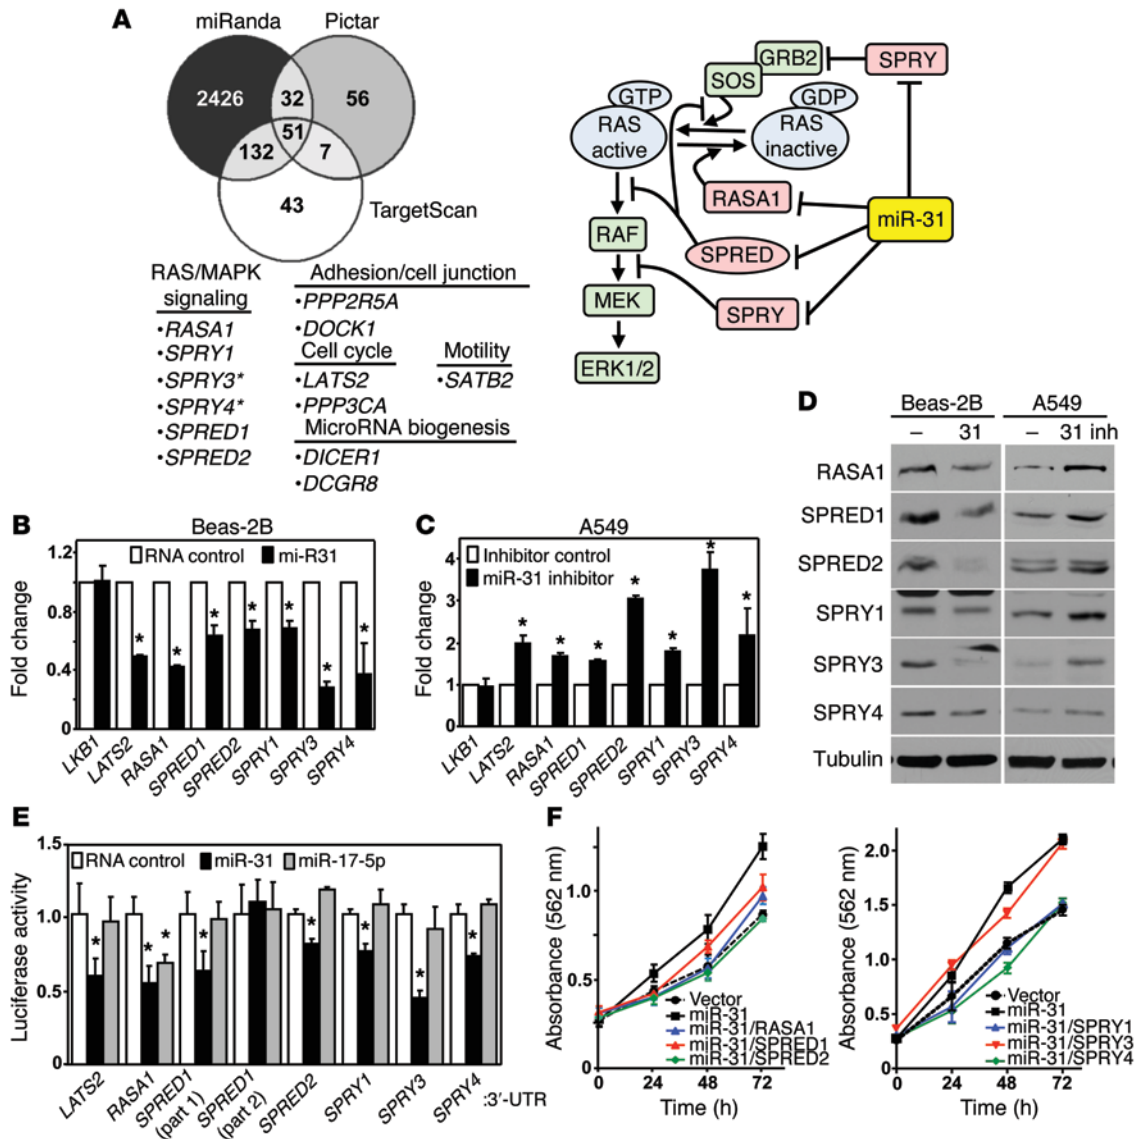 A
miRanda
Pictar
2426
32
56
51
132
7
43
TargetScan
RAS/MAPK
signaling
•RASA1
•SPRY1
•SPRY3*
•SPRY4*
•SPRED1
•SPRED2
Adhesion/cell junction
•PPP2R5A
•DOCK1
Cell cycle
•LATS2
•PPP3CA
Motility
•SATB2
MicroRNA biogenesis
•DICER1
•DCGR8
GRB2
SPRY
SOS
GTP
GDP
RAS
active
RAS
inactive
RASA1
miR-31
RAF
SPRED
MEK
SPRY
ERK1/2
B
Beas-2B
RNA control
mi-R31
Fold change
1.2
0.8
0.4
0
* * * * * * *
LKB1
LATS2
RASA1
SPRED1
SPRED2
SPRY1
SPRY3
SPRY4
C
A549
Inhibitor control
miR-31 inhibitor
Fold change
4
3
2
1
0
* * * * * * *
LKB1
LATS2
RASA1
SPRED1
SPRED2
SPRY1
SPRY3
SPRY4
D
Beas-2B
A549
– 31 – 31 inh
RASA1
SPRED1
SPRED2
SPRY1
SPRY3
SPRY4
Tubulin
E
RNA control
miR-31
miR-17-5p
Luciferase activity
1.5
1.0
0.5
0
* * * * * * * *
LATS2
RASA1
SPRED1
(part 1)
SPRED1
(part 2)
SPRED2
SPRY1
SPRY3
SPRY4
:3′-UTR
F
Absorbance (562 nm)
1.0
0.5
0
Vector
miR-31
miR-31/RASA1
miR-31/SPRED1
miR-31/SPRED2
0 24 48 72
Time (h)
Absorbance (562 nm)
2.0
1.5
1.0
0.5
0
Vector
miR-31
miR-31/SPRY1
miR-31/SPRY3
miR-31/SPRY4
0 24 48 72
Time (h)